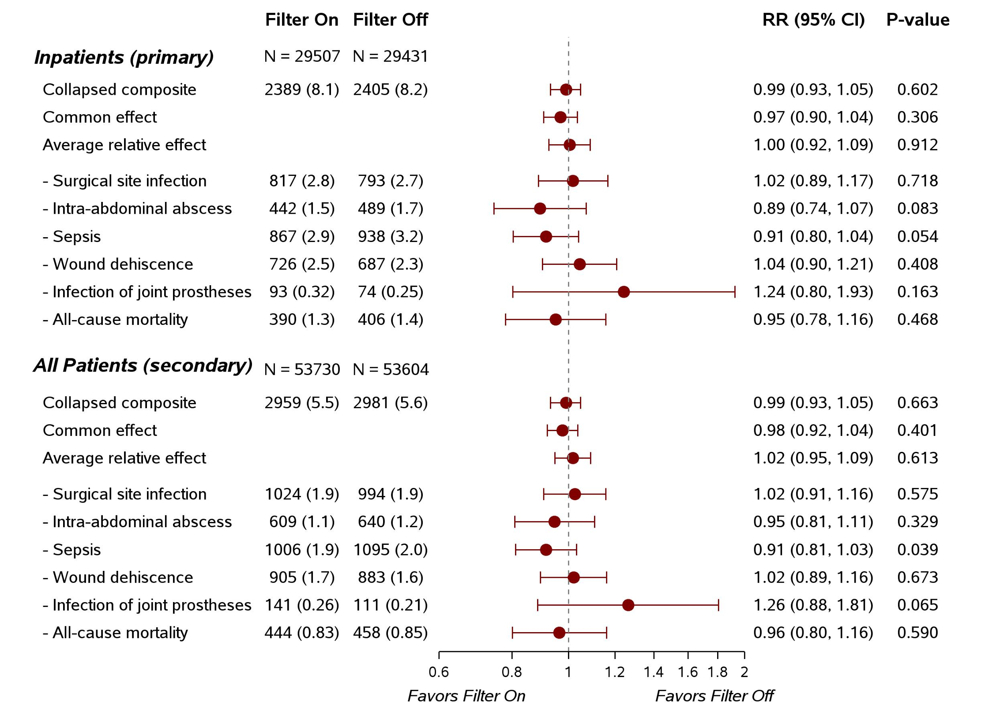 Filter On Filter Off RR (95% CI) P-value
Inpatients (primary) N = 29507 N = 29431
Collapsed composite 2389 (8.1) 2405 (8.2) 0.99 (0.93, 1.05) 0.602
Common effect 0.97 (0.90, 1.04) 0.306
Average relative effect 1.00 (0.92, 1.09) 0.912
- Surgical site infection 817 (2.8) 793 (2.7) 1.02 (0.89, 1.17) 0.718
- Intra-abdominal abscess 442 (1.5) 489 (1.7) 0.89 (0.74, 1.07) 0.083
- Sepsis 867 (2.9) 938 (3.2) 0.91 (0.80, 1.04) 0.054
- Wound dehiscence 726 (2.5) 687 (2.3) 1.04 (0.90, 1.21) 0.408
- Infection of joint prostheses 93 (0.32) 74 (0.25) 1.24 (0.80, 1.93) 0.163
- All-cause mortality 390 (1.3) 406 (1.4) 0.95 (0.78, 1.16) 0.468
All Patients (secondary) N = 53730 N = 53604
Collapsed composite 2959 (5.5) 2981 (5.6) 0.99 (0.93, 1.05) 0.663
Common effect 0.98 (0.92, 1.04) 0.401
Average relative effect 1.02 (0.95, 1.09) 0.613
- Surgical site infection 1024 (1.9) 994 (1.9) 1.02 (0.91, 1.16) 0.575
- Intra-abdominal abscess 609 (1.1) 640 (1.2) 0.95 (0.81, 1.11) 0.329
- Sepsis 1006 (1.9) 1095 (2.0) 0.91 (0.81, 1.03) 0.039
- Wound dehiscence 905 (1.7) 883 (1.6) 1.02 (0.89, 1.16) 0.673
- Infection of joint prostheses 141 (0.26) 111 (0.21) 1.26 (0.88, 1.81) 0.065
- All-cause mortality 444 (0.83) 458 (0.85) 0.96 (0.80, 1.16) 0.590
0.6 0.8 1 1.2 1.4 1.6 1.8 2
Favors Filter On Favors Filter Off